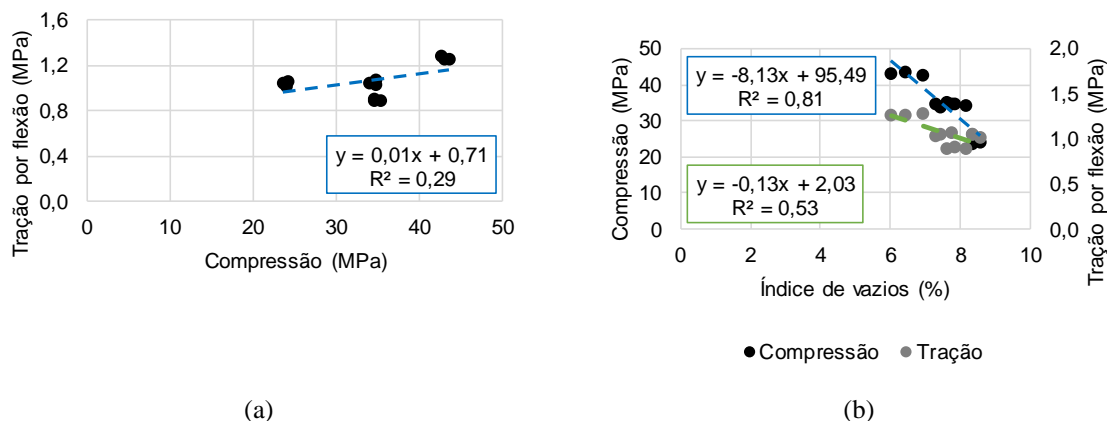 Tração por flexão (MPa)
1,6
1,2
0,8
0,4
0,0
y = 0,01x + 0,71
R² = 0,29
0 10 20 30 40 50
Compressão (MPa)
(a)
Compressão (MPa)
50
40
30
20
10
0
y = -8,13x + 95,49
R² = 0,81
y = -0,13x + 2,03
R² = 0,53
2,0
1,5
1,0
0,5
0,0
Tração por flexão (MPa)
0 2 4 6 8 10
Índice de vazios (%)
Compressão Tração
(b)